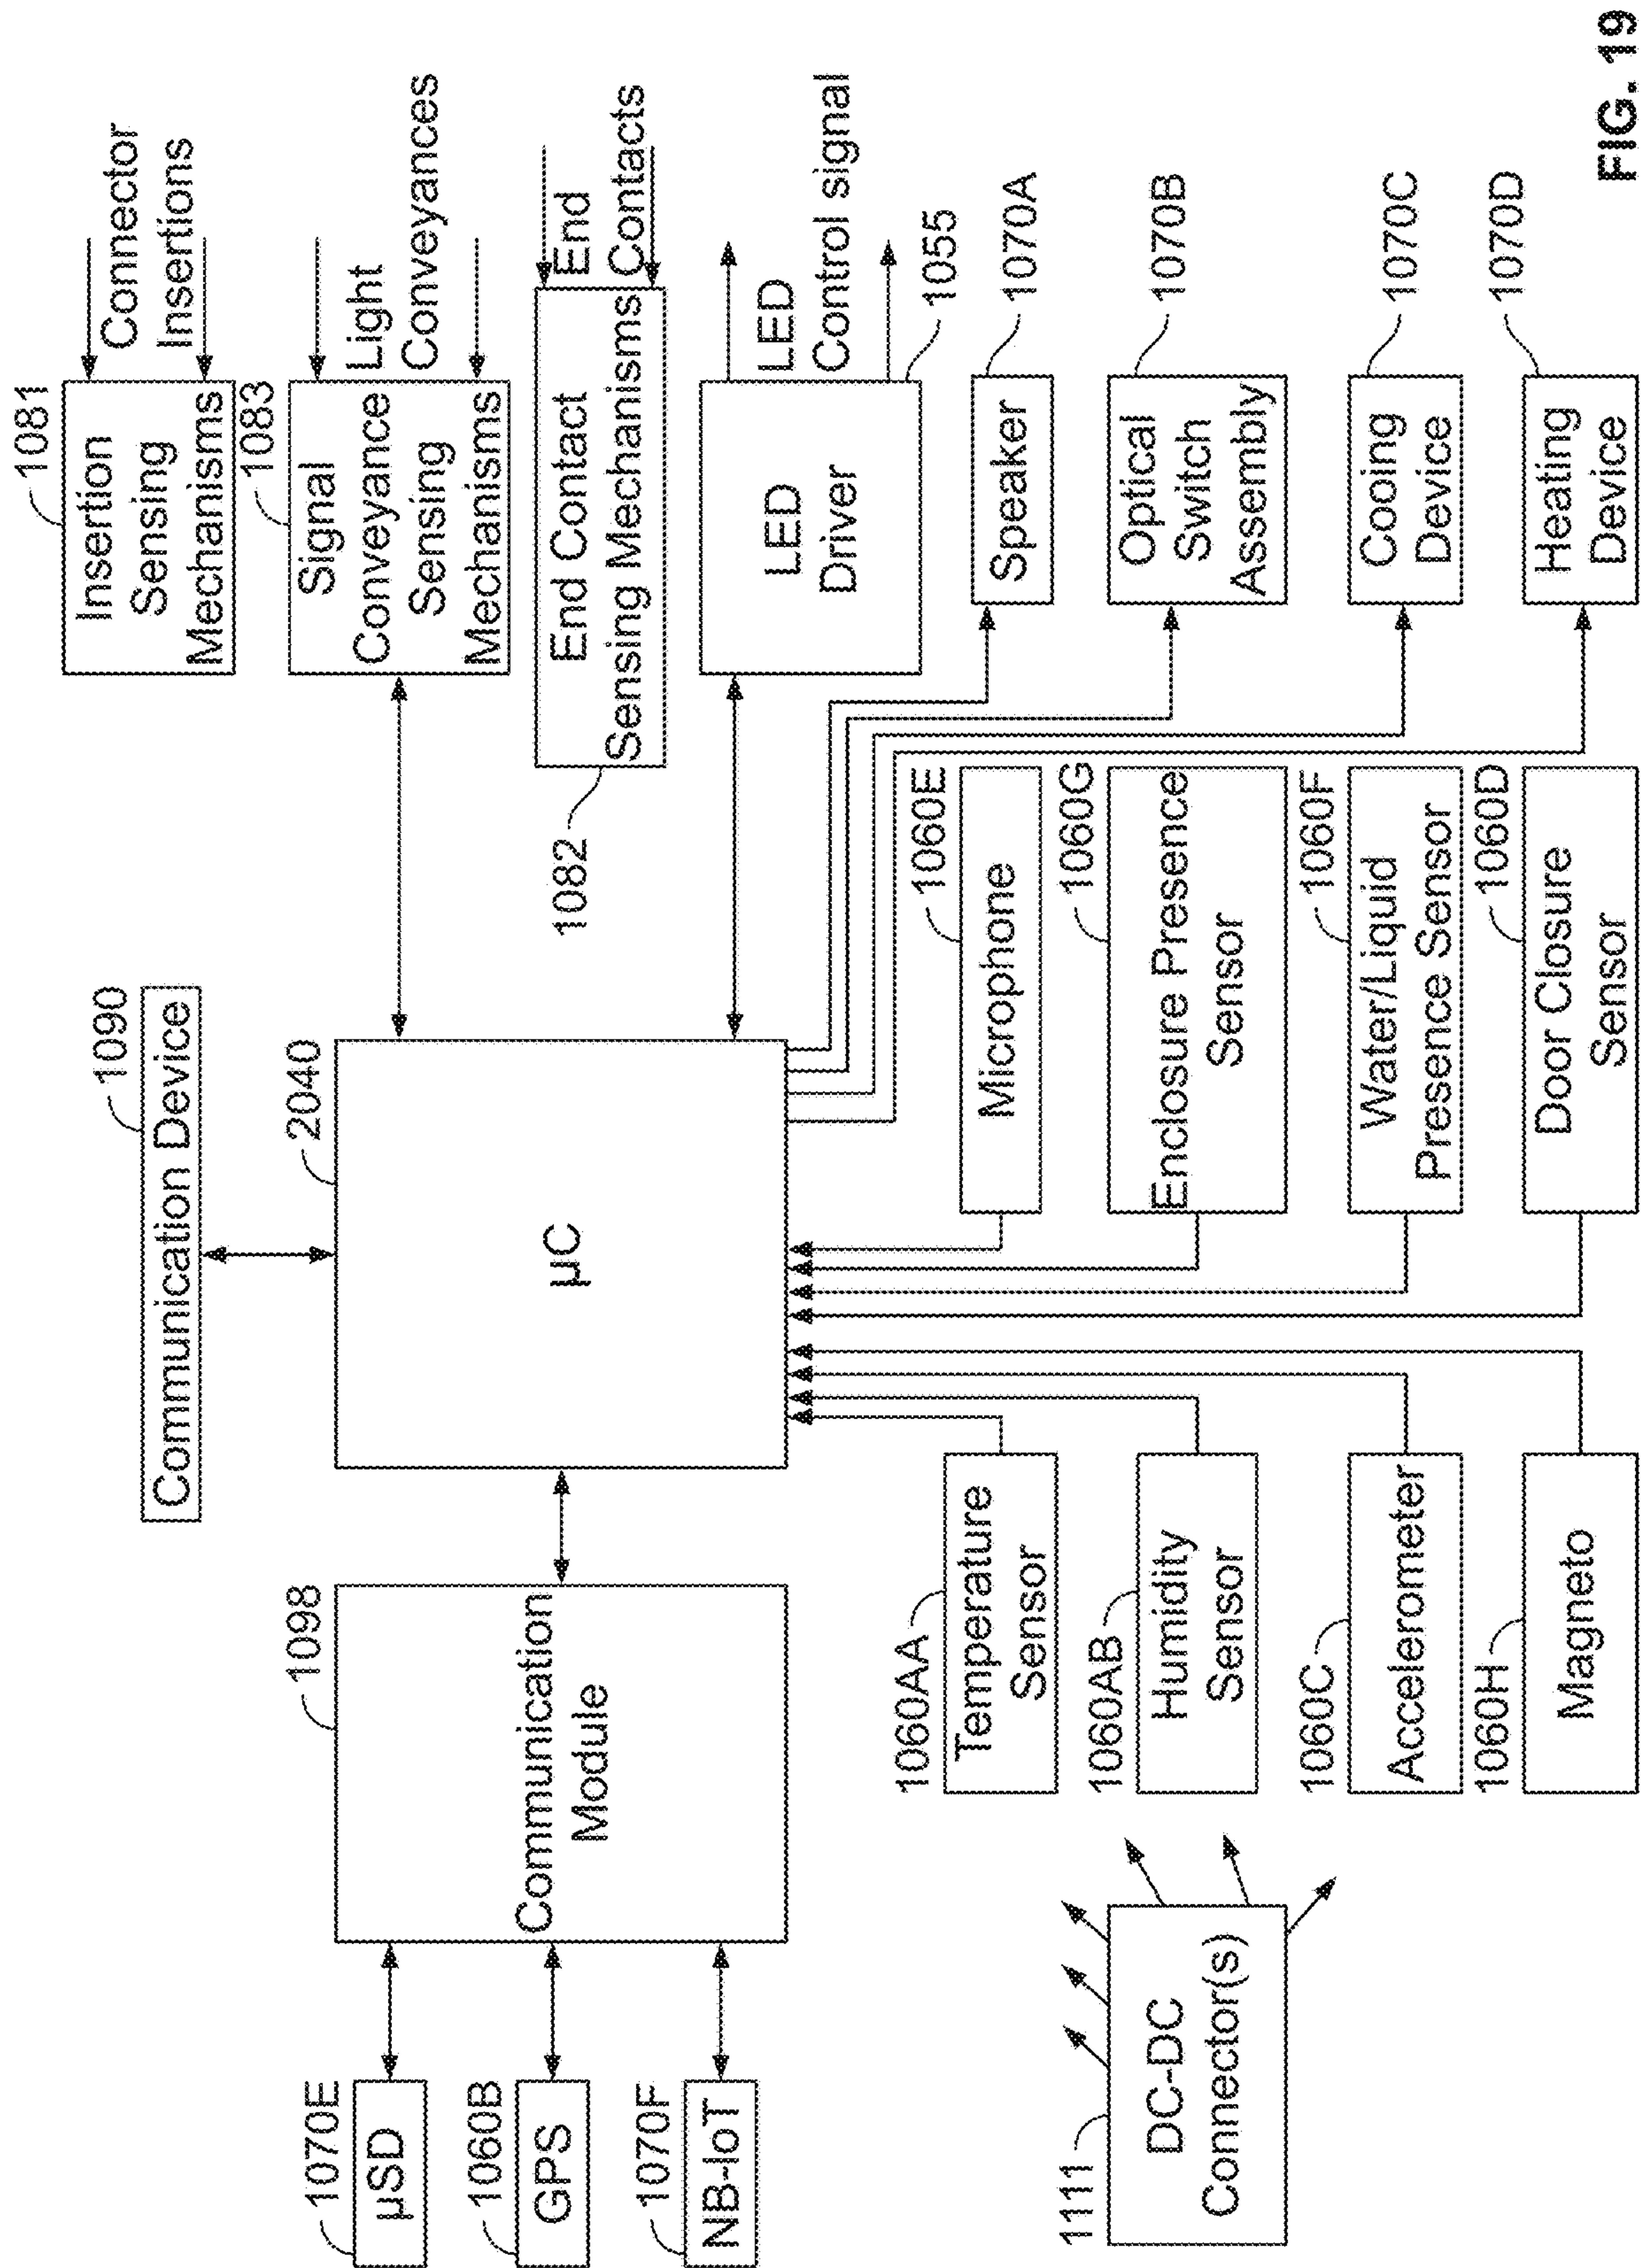 1081
Insertion
Sensing
Mechanisms
Connector
Insertions
1083
Signal
Conveyance
Sensing
Mechanisms
Light
Conveyances
1090
Communication Device
End Contact
Sensing Mechanisms
End
Contacts
1082
1070E
µSD
1060B
GPS
1070F
NB-IoT
1098
Communication
Module
2040
µC
LED
Driver
LED
Control signal
1055
1060AA
Temperature
Sensor
1060E
Microphone
Speaker
1070A
1111
DC-DC
Connector(s)
1060AB
Humidity
Sensor
1060G
Enclosure Presence
Sensor
Optical
Switch
Assembly
1070B
1060C
Accelerometer
1060F
Water/Liquid
Presence Sensor
Cooing
Device
1070C
1060H
Magneto
1060D
Door Closure
Sensor
Heating
Device
1070D
FIG. 19